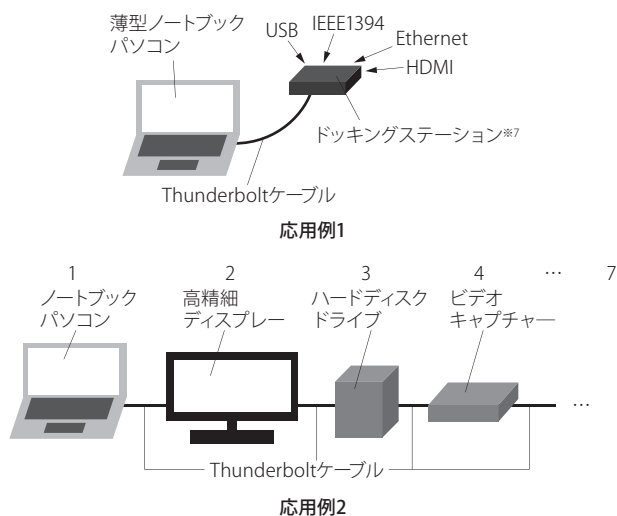 薄型ノートブック
パソコン
USB
IEEE1394
Ethernet
HDMI
ドッキングステーション※7
Thunderboltケーブル
応用例1
1 2 3 4 … 7
ノートブック
パソコン
高精細
ディスプレー
ハードディスク
ドライブ
ビデオ
キャプチャー
…
Thunderboltケーブル
応用例2